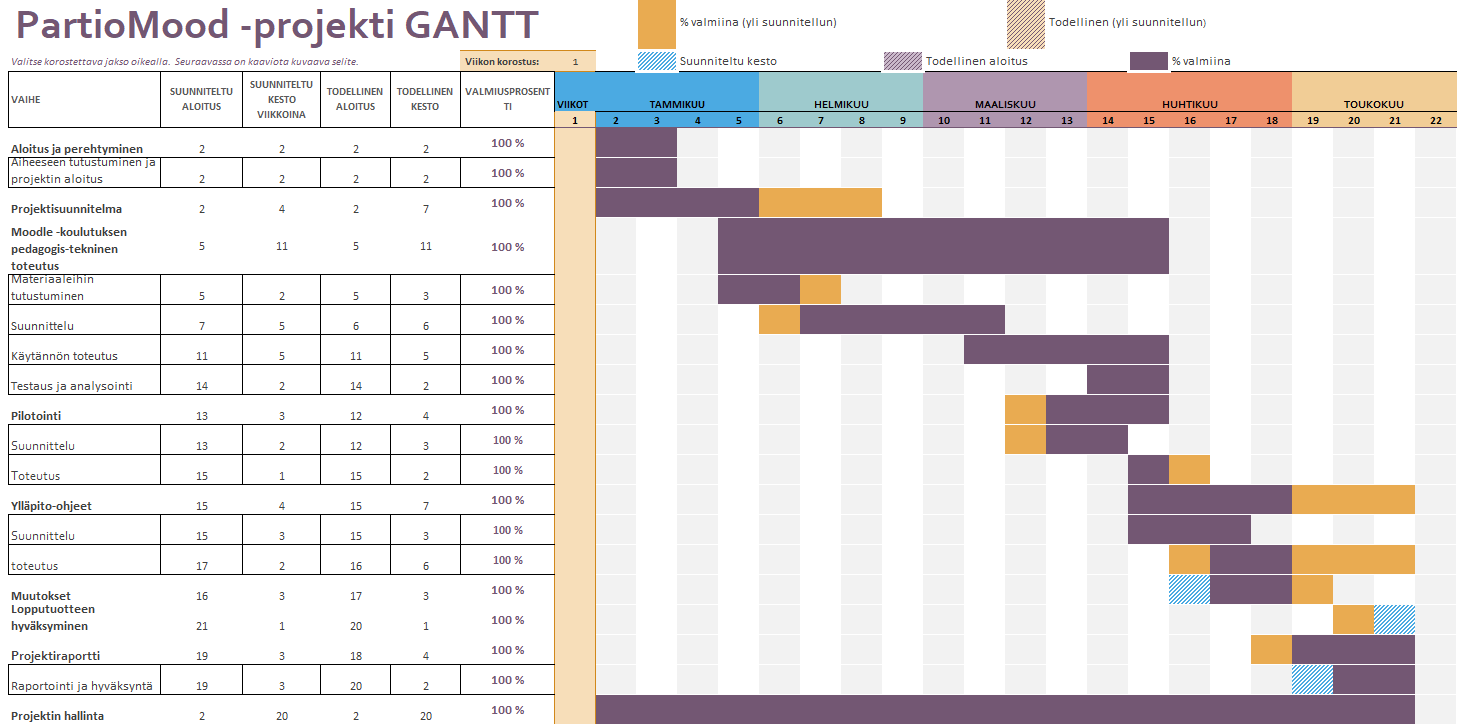 PartioMood -projekti GANTT
% valmiina (yli suunnitellun)
Todellinen (yli suunnitellun)
Valitse korostettava jakso oikealla. Seuraavassa on kaaviota kuvaava selite.
Viikon korostus: 1
Suunniteltu kesto
Todellinen aloitus
% valmiina
VAIHE
SUUNNITELTU
ALOITUS
SUUNNITELTU
KESTO
VIIKKOINA
TODELLINEN
ALOITUS
TODELLINEN
KESTO
VALMIUSPROSENT
TI
VIIKOT TAMMIKUU HELMIKUU MAALISKUU HUHTIKUU TOUKOKUU
1 2 3 4 5 6 7 8 9 10 11 12 13 14 15 16 17 18 19 20 21 22
Aloitus ja perehtyminen 2 2 2 2 100 %
Aiheeseen tutustuminen ja
projektin aloitus 2 2 2 2 100 %
Projektisuunnitelma 2 4 2 7 100 %
Moodle -koulutuksen
pedagogis-tekninen 5 11 5 11 100 %
toteutus
Materiaaleihin
tutustuminen 5 2 5 3 100 %
Suunnittelu 7 5 6 6 100 %
Käytännön toteutus 11 5 11 5 100 %
Testaus ja analysointi 14 2 14 2 100 %
Pilotointi 13 3 12 4 100 %
Suunnittelu 13 2 12 3 100 %
Toteutus 15 1 15 2 100 %
Ylläpito-ohjeet 15 4 15 7 100 %
Suunnittelu 15 3 15 3 100 %
toteutus 17 2 16 6 100 %
Muutokset 16 3 17 3 100 %
Lopputuotteen
hyväksyminen 21 1 20 1 100 %
Projektiraportti 19 3 18 4 100 %
Raportointi ja hyväksyntä 19 3 20 2 100 %
Projektin hallinta 2 20 2 20 100 %